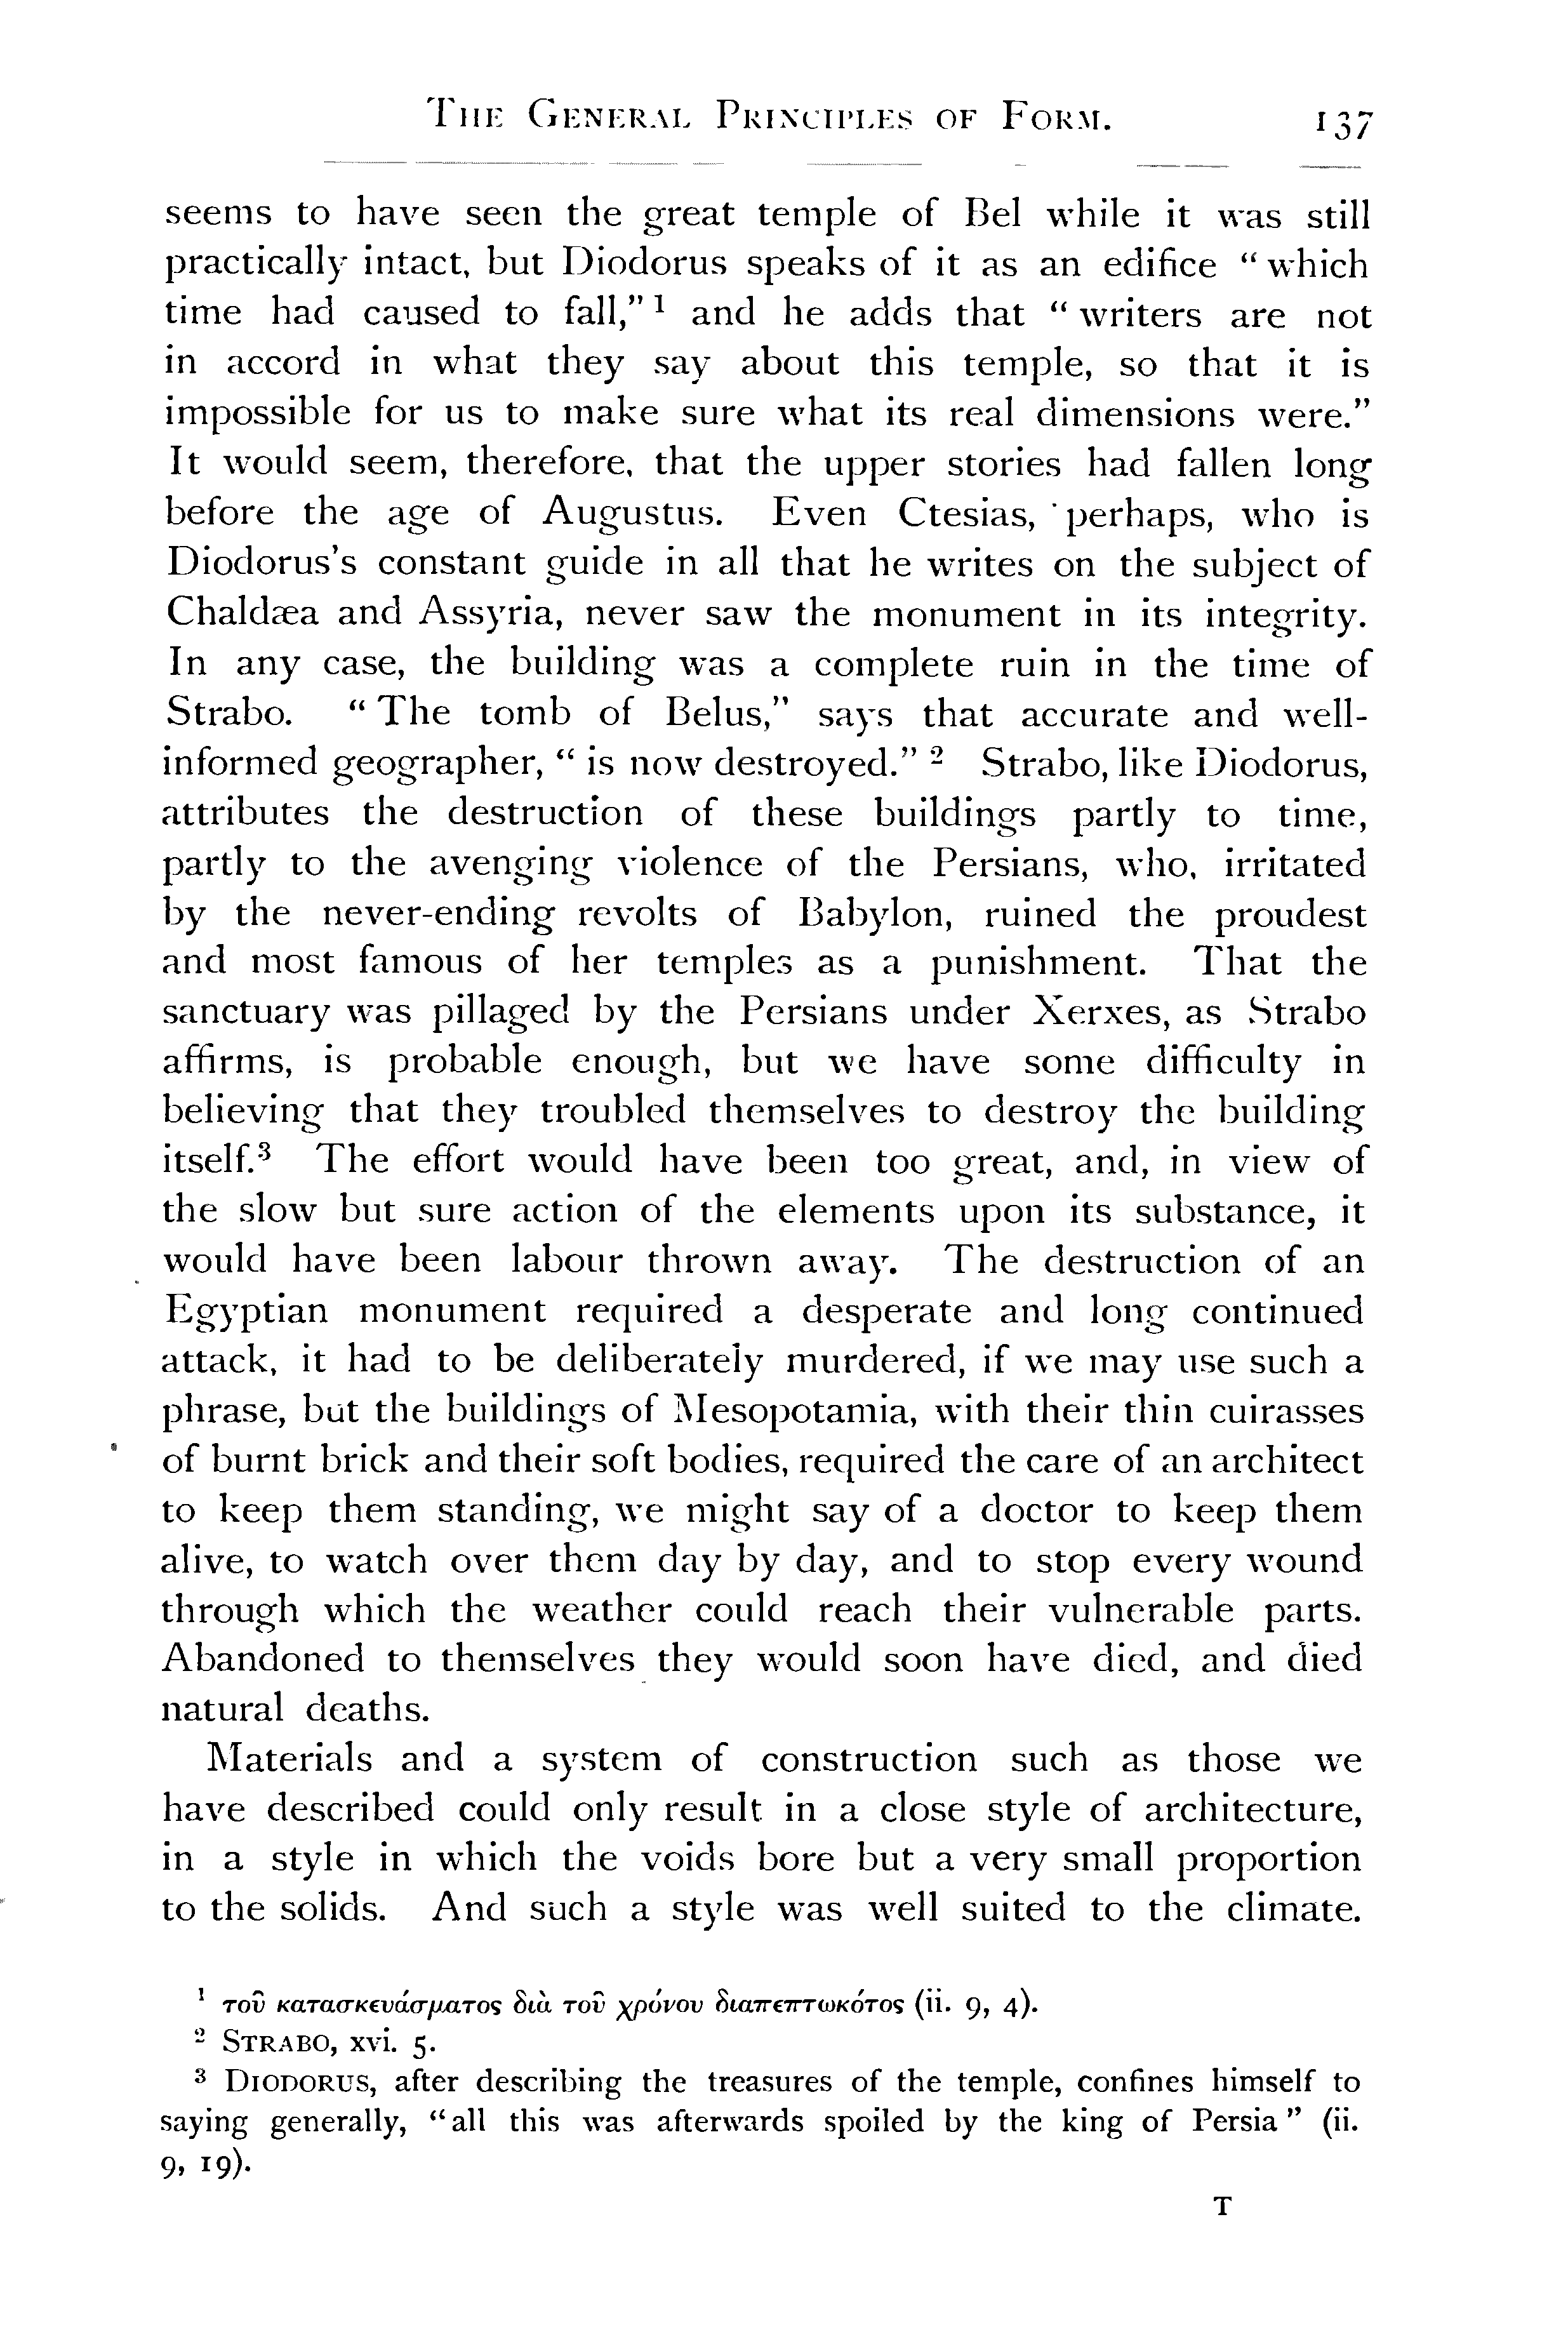 The General Principles of Form. 137
seems to have seen the great temple of Bel while it was still
practically intact, but Diodorus speaks of it as an edifice “ which
time had caused to fall,” 1 and he adds that “ writers are not
in accord in what they say about this temple, so that it is
impossible for us to make sure what its real dimensions were.”
It would seem, therefore, that the upper stories had fallen long
before the age of Augustus. Even Ctesias, perhaps, who is
Diodorus’s constant guide in all that he writes on the subject of
Chaldæa and Assyria, never saw the monument in its integrity.
In any case, the building was a complete ruin in the time of
Strabo. “ The tomb of Belus,” says that accurate and well-
informed geographer, “ is now destroyed.” 2 Strabo, like Diodorus,
attributes the destruction of these buildings partly to time,
partly to the avenging violence of the Persians, who, irritated
by the never-ending revolts of Babylon, ruined the proudest
and most famous of her temples as a punishment. That the
sanctuary was pillaged by the Persians under Xerxes, as Strabo
affirms, is probable enough, but we have some difficulty in
believing that they troubled themselves to destroy the building
itself.3 The effort would have been too great, and, in view of
the slow but sure action of the elements upon its substance, it
would have been labour thrown away. The destruction of an
Egyptian monument required a desperate and long continued
attack, it had to be deliberately murdered, if we may use such a
phrase, but the buildings of Mesopotamia, with their thin cuirasses
of burnt brick and their soft bodies, required the care of an architect
to keep them standing, we might say of a doctor to keep them
alive, to watch over them day by day, and to stop every wound
through which the weather could reach their vulnerable parts.
Abandoned to themselves they would soon have died, and died
natural deaths.
Materials and a system of construction such as those we
have described could only result in a close style of architecture,
in a style in which the voids bore but a very small proportion
to the solids. And such a style was well suited to the climate.
1 τοῦ κατασκευάσματος διὰ τοῦ χρόνου διαπεπτωκότος (ii. 9, 4).
2 Strabo, xvi. 5.
3 Diodorus, after describing the treasures of the temple, confines himself to
saying generally, “all this was afterwards spoiled by the king of Persia” (ii.
9, 19).
T